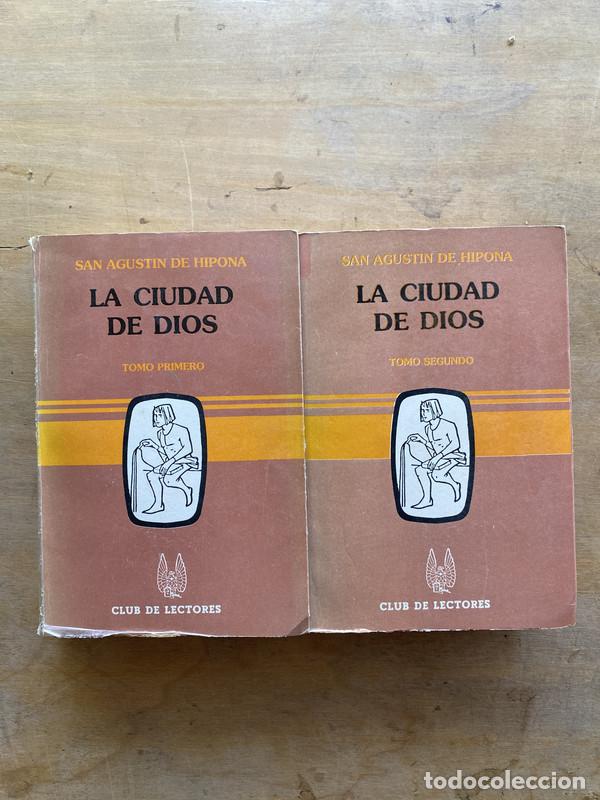 SAN AGUSTIN DE HIPONA
LA CIUDAD
DE DIOS
TOMO PRIMERO
CLUB DE LECTORES
SAN AGUSTIN DE HIPONA
LA CIUDAD
DE DIOS
TOMO SEGUNDO
CLUB DE LECTORES
todocoleccion